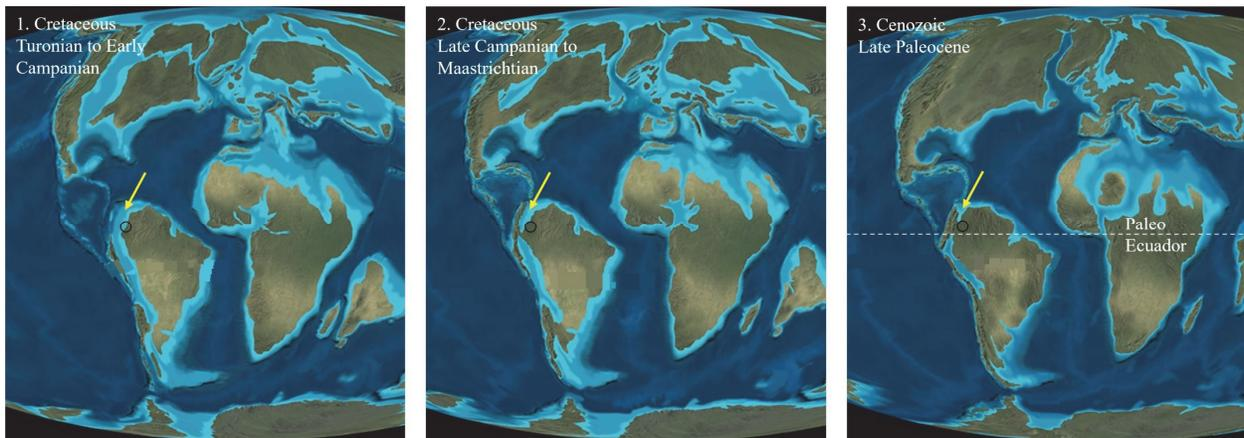 1. Cretaceous
Turonian to Early
Campanian
2. Cretaceous
Late Campanian to
Maastrichtian
3. Cenozoic
Late Paleocene
Paleo
Ecuador